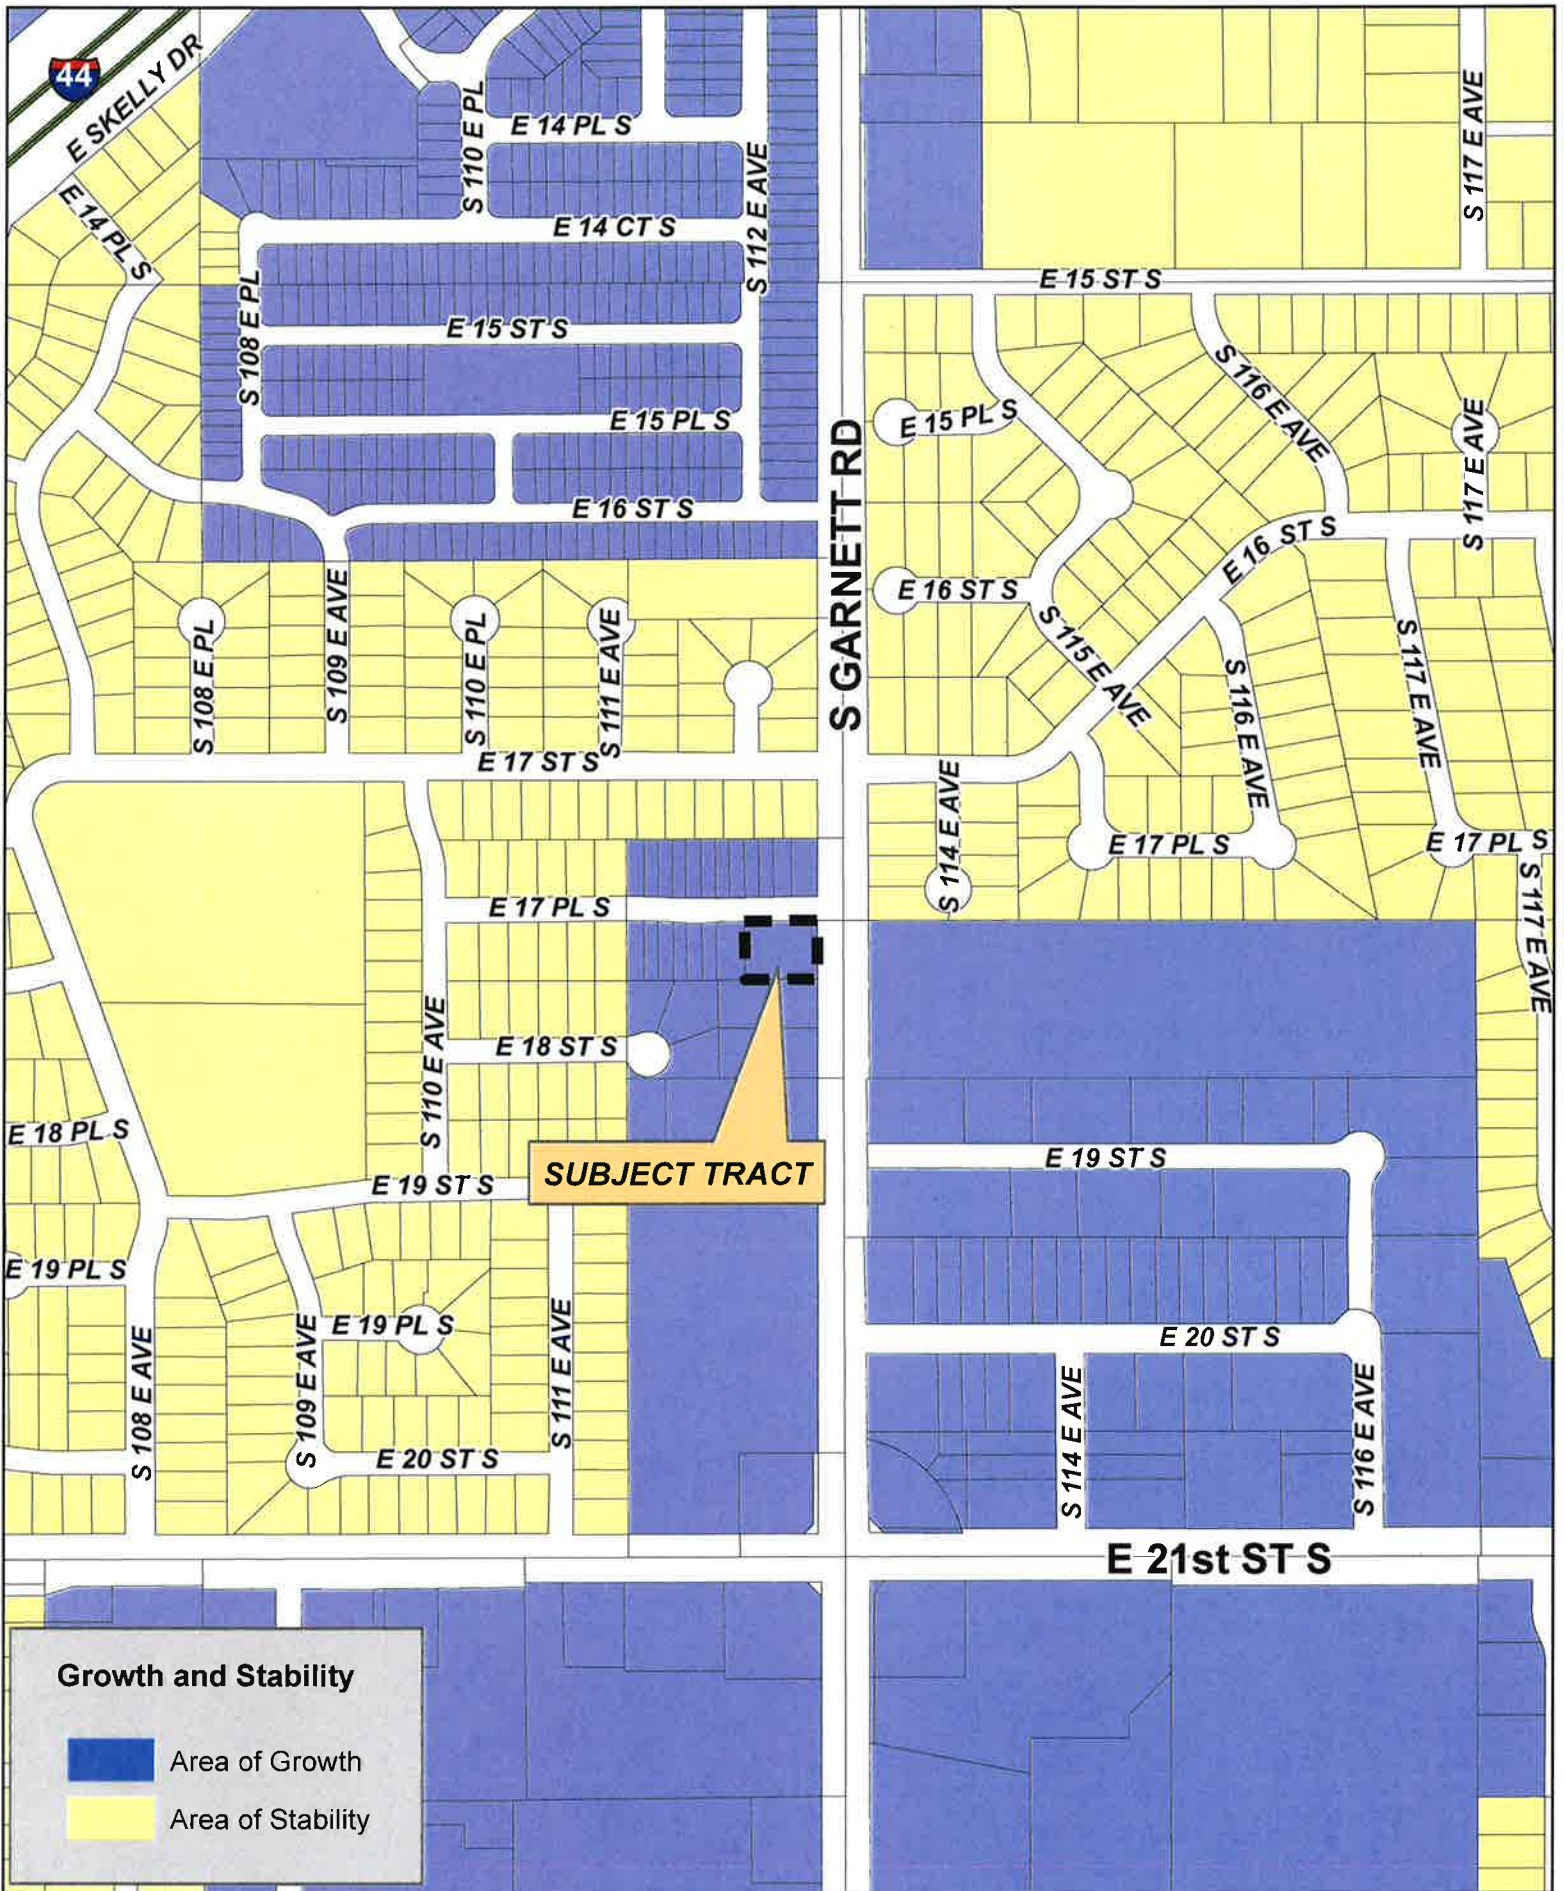 44
E SKELLY DR
E 14 PL S
S 110 E PL
E 14 PL S
S 112 E AVE
S 117 E AVE
E 14 CT S
S 108 E PL
E 15 ST S
E 15 ST S
E 15 PL S
E 15 PL S
S 116 E AVE
S 117 E AVE
S GARNETT RD
E 16 ST S
E 16 ST S
E 16 ST S
S 108 E PL
S 109 E AVE
S 110 E PL
S 111 E AVE
S 115 E AVE
S 116 E AVE
S 117 E AVE
E 17 ST S
S 114 E AVE
E 17 PL S
E 17 PL S
S 117 E AVE
E 17 PL S
S 110 E AVE
E 18 ST S
E 18 PL S
E 19 ST S
SUBJECT TRACT
E 19 ST S
E 19 PL S
S 108 E AVE
S 109 E AVE
E 19 PL S
S 111 E AVE
E 20 ST S
S 114 E AVE
S 116 E AVE
E 20 ST S
E 21st ST S
Growth and Stability
Area of Growth
Area of Stability